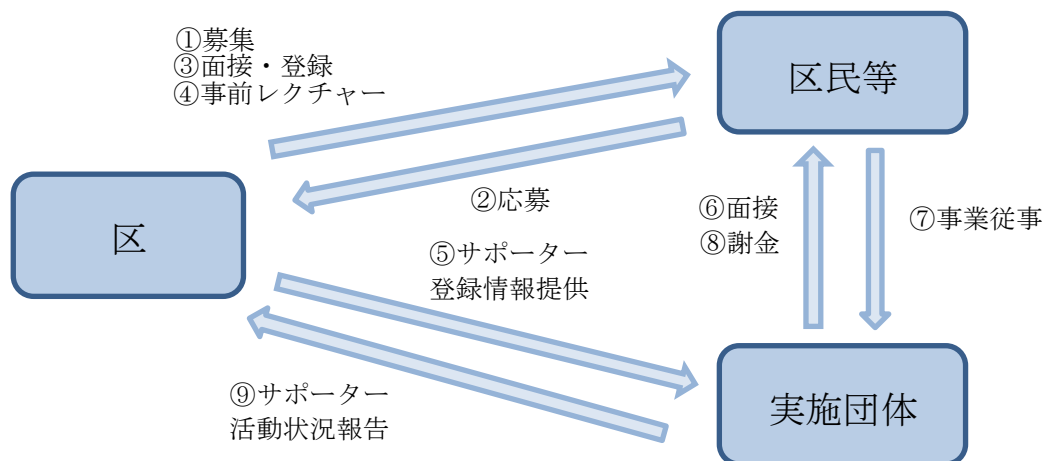 ①募集
③面接・登録
④事前レクチャー
区民等
区
②応募
⑥面接
⑧謝金
⑦事業従事
⑤サポーター
登録情報提供
⑨サポーター
活動状況報告
実施団体